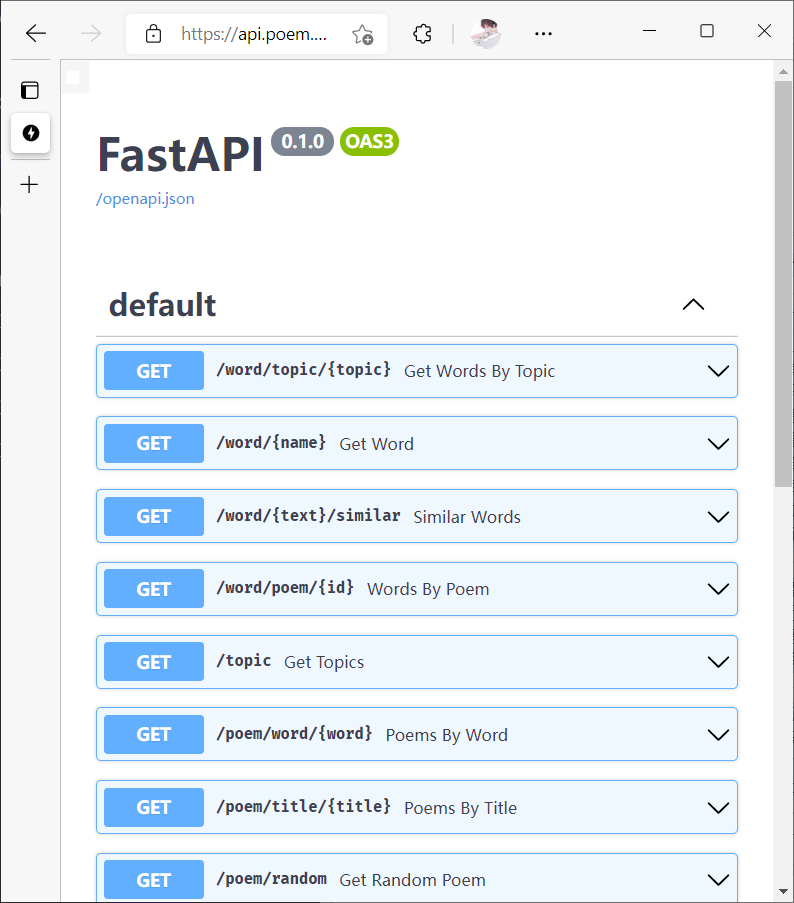 https://api.poem....
FastAPI 0.1.0 OAS3
/openapi.json
default
GET /word/topic/{topic} Get Words By Topic
GET /word/{name} Get Word
GET /word/{text}/similar Similar Words
GET /word/poem/{id} Words By Poem
GET /topic Get Topics
GET /poem/word/{word} Poems By Word
GET /poem/title/{title} Poems By Title
GET /poem/random Get Random Poem